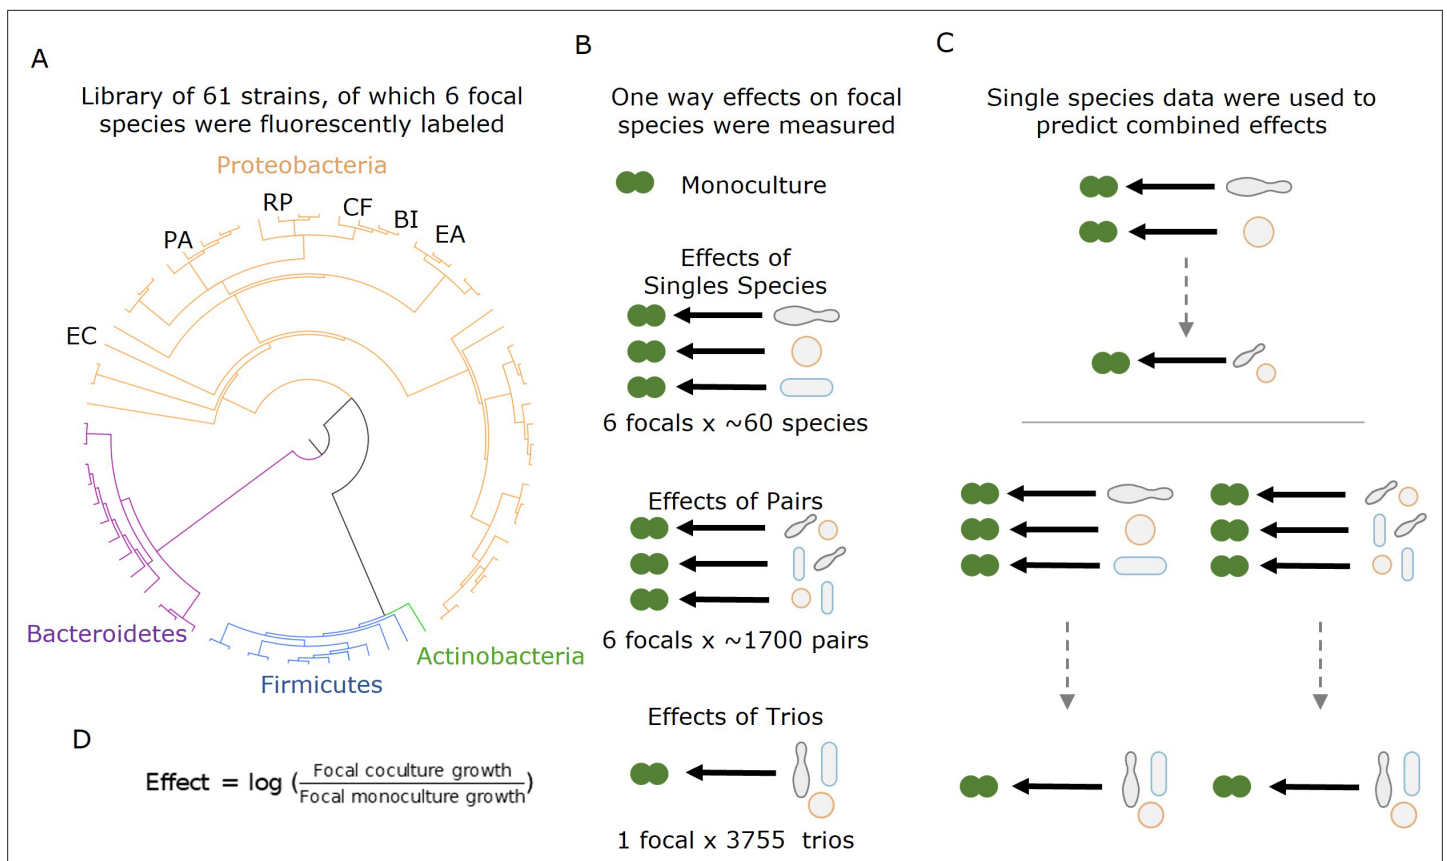 A
Library of 61 strains, of which 6 focal
species were fluorescently labeled
Proteobacteria
RP
CF
BI
PA
EA
EC
Bacteroidetes
Actinobacteria
Firmicutes
B
One way effects on focal
species were measured
Monoculture
Effects of
Singles Species
6 focals x ~60 species
Effects of Pairs
6 focals x ~1700 pairs
Effects of Trios
1 focal x 3755 trios
C
Single species data were used to
predict combined effects
D
Effect = log (Focal coculture growth
Focal monoculture growth)